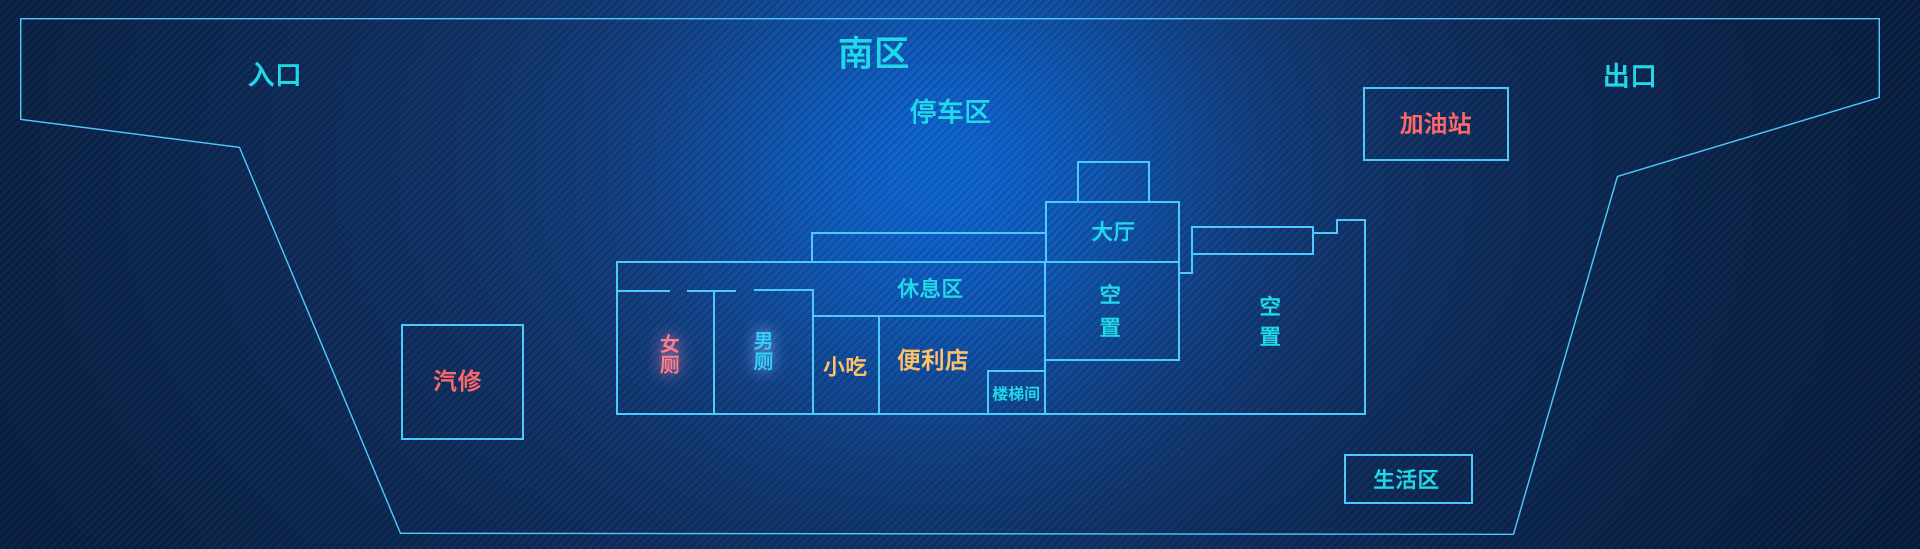 南区
入口
出口
停车区
加油站
大厅
休息区
空置
空置
女厕
男厕
小吃
便利店
楼梯间
汽修
生活区